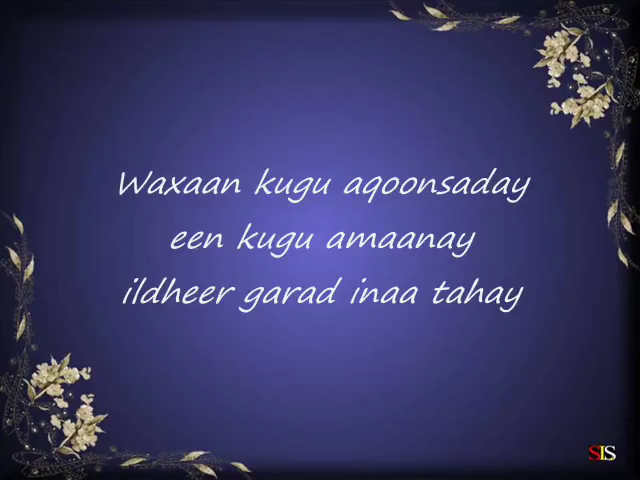 Waxaan kugu aqoonsaday
een kugu amaanay
ildheer garad inaa tahay
SIS